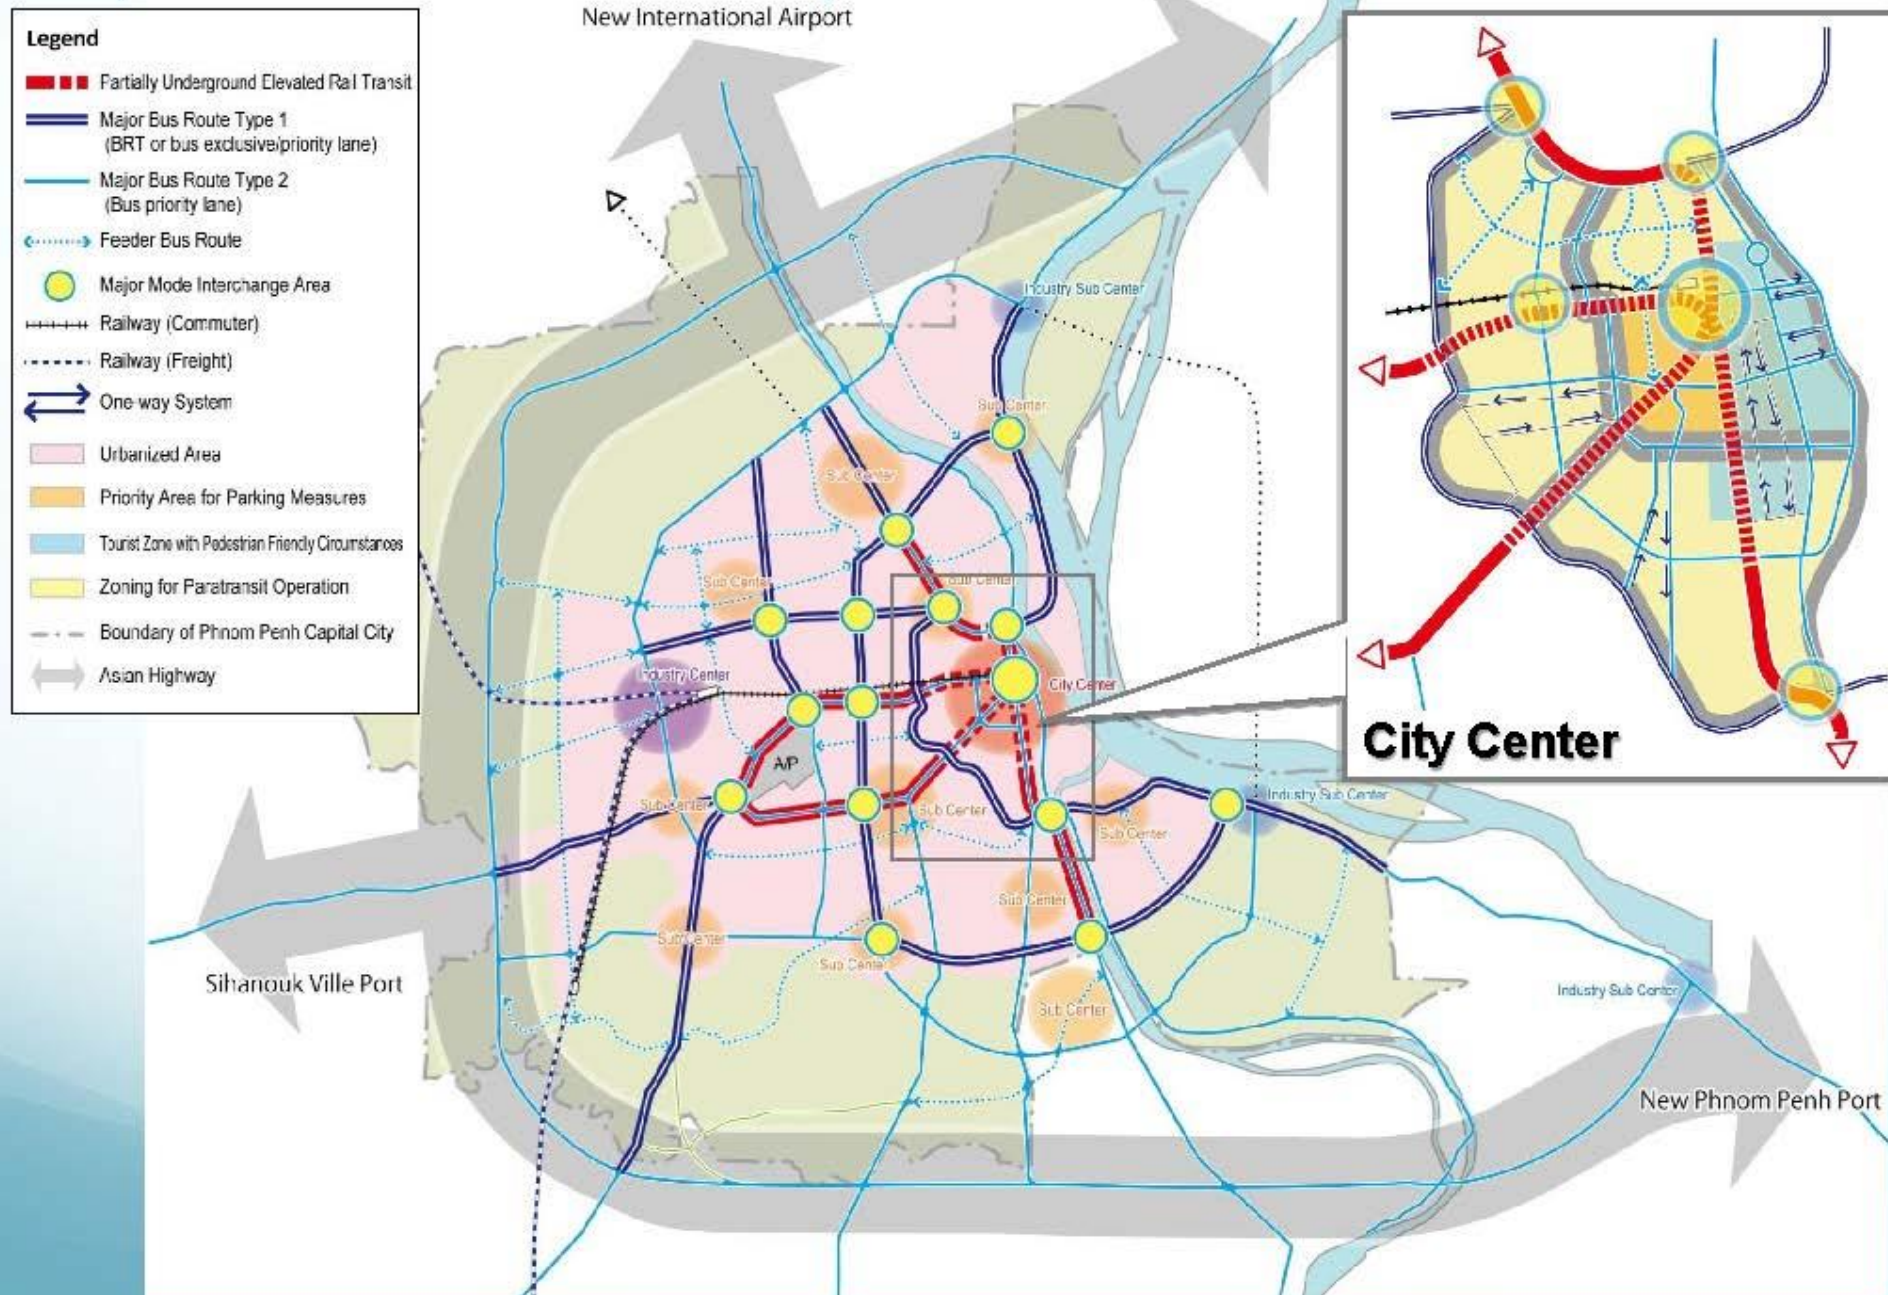 Legend
Partially Underground Elevated Rail Transit
Major Bus Route Type 1
(BRT or bus exclusive/priority lane)
Major Bus Route Type 2
(Bus priority lane)
Feeder Bus Route
Major Mode Interchange Area
Railway (Commuter)
Railway (Freight)
One-way System
Urbanized Area
Priority Area for Parking Measures
Tourist Zone with Pedestrian Friendly Circumstances
Zoning for Paratransit Operation
Boundary of Phnom Penh Capital City
Asian Highway
New International Airport
Industry Sub Center
Sub Center
Sub Center
Sub Center
Sub Center
Industry Center
City Center
A/P
Sub Center
Sub Center
Sub Center
Industry Sub Center
Sub Center
Sub Center
Sub Center
Sub Center
Industry Sub Center
Sihanouk Ville Port
New Phnom Penh Port
City Center